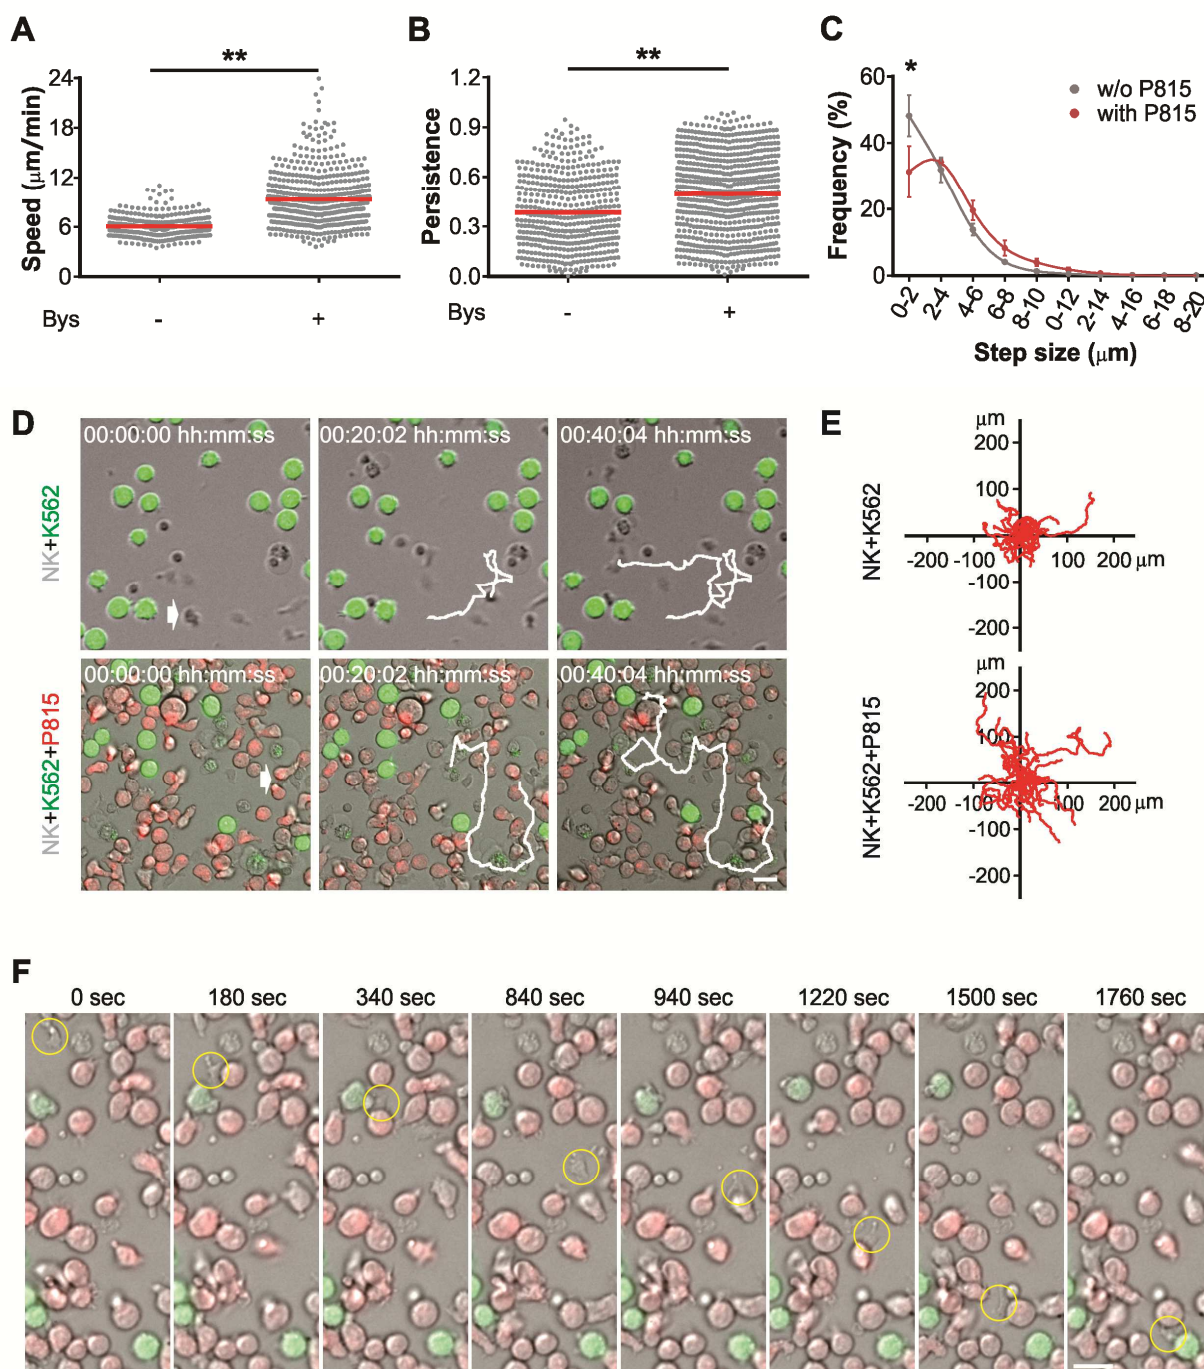 A
B
C
**
**
*
Speed (μm/min)
24
18
12
6
0
Bys
-
+
Persistence
1.2
0.9
0.6
0.3
0.0
Bys
-
+
Frequency (%)
60
40
20
0
w/o P815
with P815
0-2
2-4
4-6
6-8
8-10
0-12
2-14
4-16
6-18
8-20
Step size (μm)
D
E
NK+K562
00:00:00 hh:mm:ss
00:20:02 hh:mm:ss
00:40:04 hh:mm:ss
NK+K562+P815
00:00:00 hh:mm:ss
00:20:02 hh:mm:ss
00:40:04 hh:mm:ss
NK+K562
μm
200
100
-200 -100 100 200 μm
-100
-200
NK+K562+P815
μm
200
100
-200 -100 100 200 μm
-100
-200
F
0 sec 180 sec 340 sec 840 sec 940 sec 1220 sec 1500 sec 1760 sec